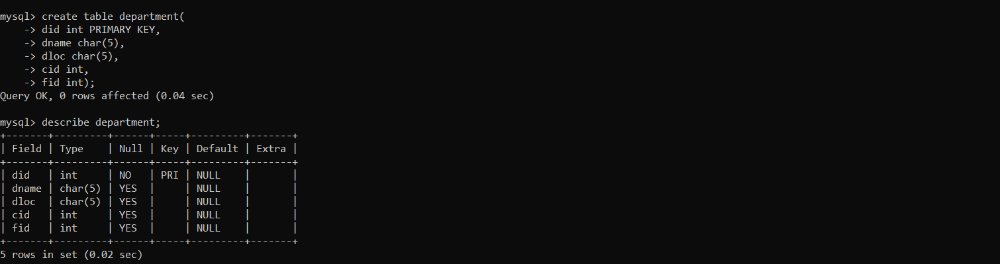 mysql> create table department(
    -> did int PRIMARY KEY,
    -> dname char(5),
    -> dloc char(5),
    -> cid int,
    -> fid int);
Query OK, 0 rows affected (0.04 sec)

mysql> describe department;
+-------+---------+------+-----+---------+-------+
| Field | Type    | Null | Key | Default | Extra |
+-------+---------+------+-----+---------+-------+
| did   | int     | NO   | PRI | NULL    |       |
| dname | char(5) | YES  |     | NULL    |       |
| dloc  | char(5) | YES  |     | NULL    |       |
| cid   | int     | YES  |     | NULL    |       |
| fid   | int     | YES  |     | NULL    |       |
+-------+---------+------+-----+---------+-------+
5 rows in set (0.02 sec)